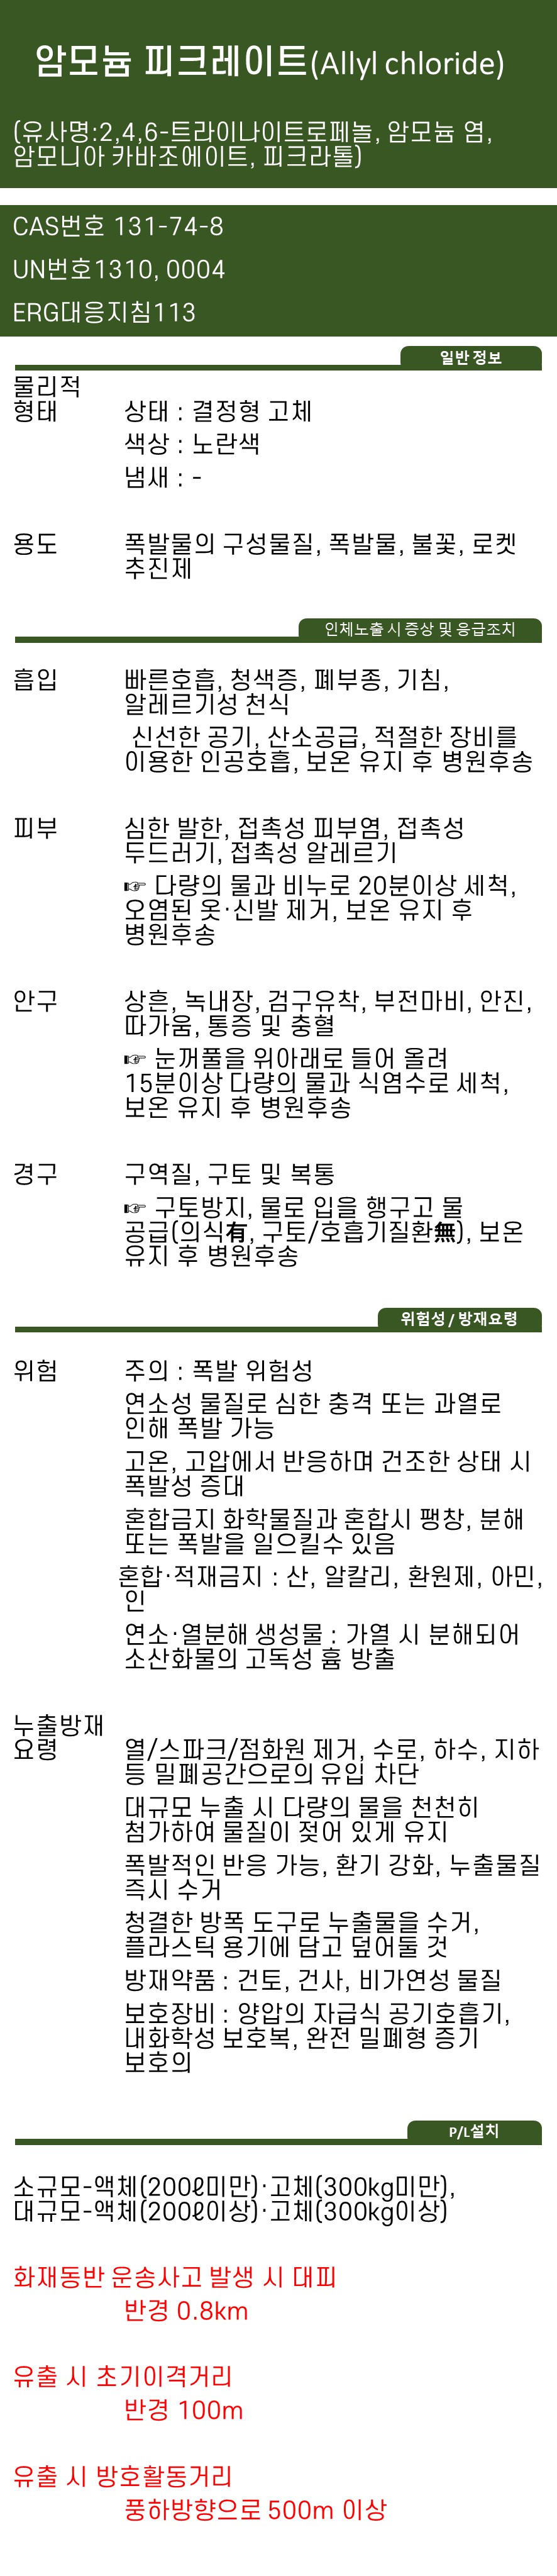 암모늄 피크레이트(Allyl chloride)
(유사명:2,4,6-트라이나이트로페놀, 암모늄 염,
암모니아 카바조에이트, 피크라톨)
CAS번호 131-74-8
UN번호1310, 0004
ERG대응지침113
일반 정보
물리적
형태 상태 : 결정형 고체
색상 : 노란색
냄새 : -
용도 폭발물의 구성물질, 폭발물, 불꽃, 로켓
추진제
인체노출 시 증상 및 응급조치
흡입 빠른호흡, 청색증, 폐부종, 기침,
알레르기성 천식
신선한 공기, 산소공급, 적절한 장비를
이용한 인공호흡, 보온 유지 후 병원후송
피부 심한 발한, 접촉성 피부염, 접촉성
두드러기, 접촉성 알레르기
☞ 다량의 물과 비누로 20분이상 세척,
오염된 옷·신발 제거, 보온 유지 후
병원후송
안구 상흔, 녹내장, 검구유착, 부전마비, 안진,
따가움, 통증 및 충혈
☞ 눈꺼풀을 위아래로 들어 올려
15분이상 다량의 물과 식염수로 세척,
보온 유지 후 병원후송
경구 구역질, 구토 및 복통
☞ 구토방지, 물로 입을 행구고 물
공급(의식有, 구토/호흡기질환無), 보온
유지 후 병원후송
위험성 / 방재요령
위험 주의 : 폭발 위험성
연소성 물질로 심한 충격 또는 과열로
인해 폭발 가능
고온, 고압에서 반응하며 건조한 상태 시
폭발성 증대
혼합금지 화학물질과 혼합시 팽창, 분해
또는 폭발을 일으킬수 있음
혼합·적재금지 : 산, 알칼리, 환원제, 아민,
인
연소·열분해 생성물 : 가열 시 분해되어
소산화물의 고독성 흄 방출
누출방재
요령 열/스파크/점화원 제거, 수로, 하수, 지하
등 밀폐공간으로의 유입 차단
대규모 누출 시 다량의 물을 천천히
첨가하여 물질이 젖어 있게 유지
폭발적인 반응 가능, 환기 강화, 누출물질
즉시 수거
청결한 방폭 도구로 누출물을 수거,
플라스틱 용기에 담고 덮어둘 것
방재약품 : 건토, 건사, 비가연성 물질
보호장비 : 양압의 자급식 공기호흡기,
내화학성 보호복, 완전 밀폐형 증기
보호의
P/L설치
소규모-액체(200ℓ미만)·고체(300kg미만),
대규모-액체(200ℓ이상)·고체(300kg이상)
화재동반 운송사고 발생 시 대피
반경 0.8km
유출 시 초기이격거리
반경 100m
유출 시 방호활동거리
풍하방향으로 500m 이상